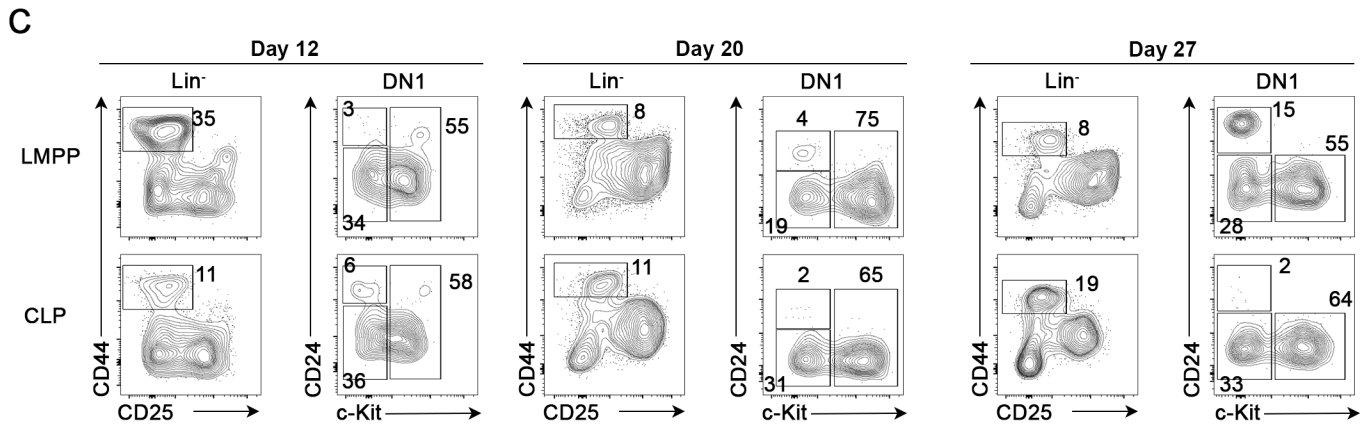 C
Day 12 Day 20 Day 27
Lin- DN1 Lin- DN1 Lin- DN1
LMPP 35 3 55 34 8 4 75 19 8 15 55 28
CLP 11 6 58 36 11 2 65 31 19 2 64 33
CD44 CD24 CD44 CD24 CD44 CD24
CD25 c-Kit CD25 c-Kit CD25 c-Kit